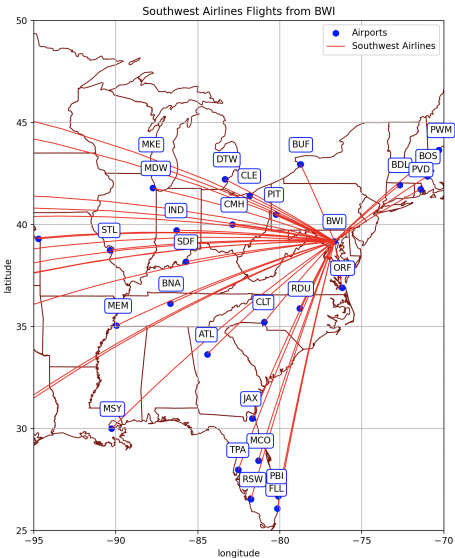 Southwest Airlines Flights from BWI
Airports
Southwest Airlines
50
45
40
35
30
25
latitude
−95
−90
−85
−80
−75
−70
longitude
PWM
MKE
BUF
DTW
BOS
BDL
PVD
MDW
CLE
PIT
CMH
IND
BWI
STL
SDF
ORF
BNA
RDU
MEM
CLT
ATL
JAX
MSY
MCO
TPA
PBI
RSW
FLL